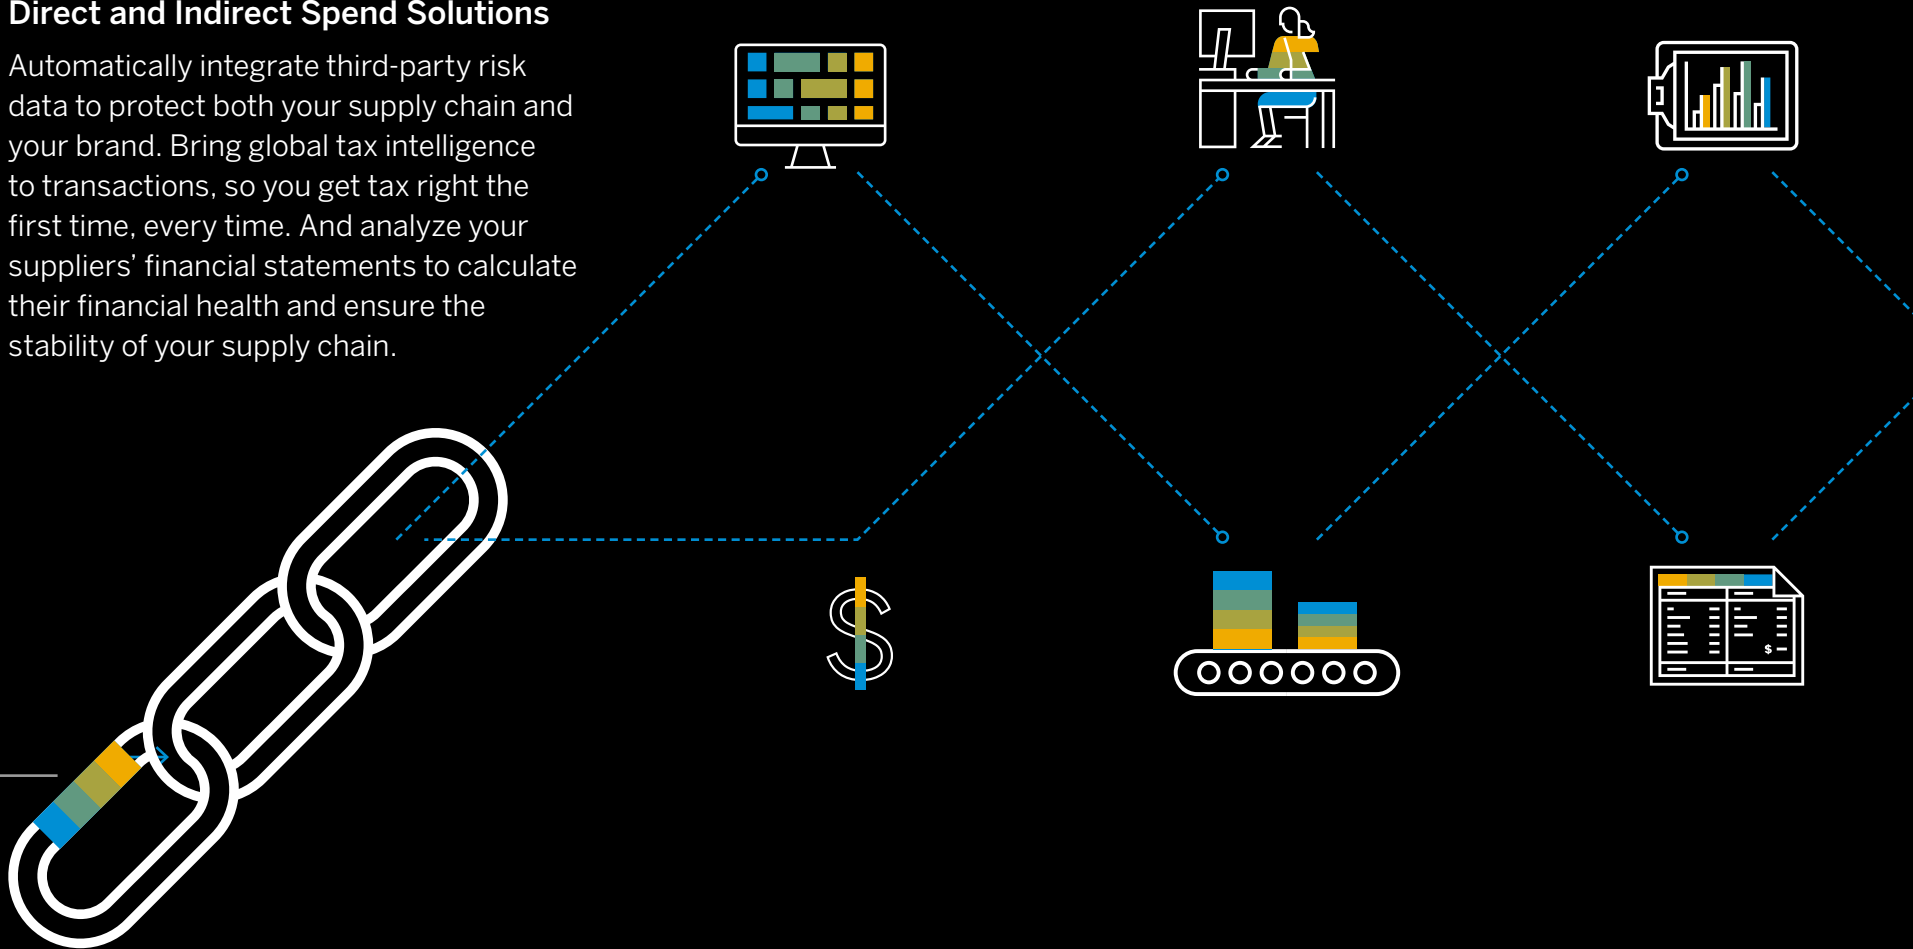 Direct and Indirect Spend Solutions
Automatically integrate third-party risk
data to protect both your supply chain and
your brand. Bring global tax intelligence
to transactions, so you get tax right the
first time, every time. And analyze your
suppliers’ financial statements to calculate
their financial health and ensure the
stability of your supply chain.
$
$